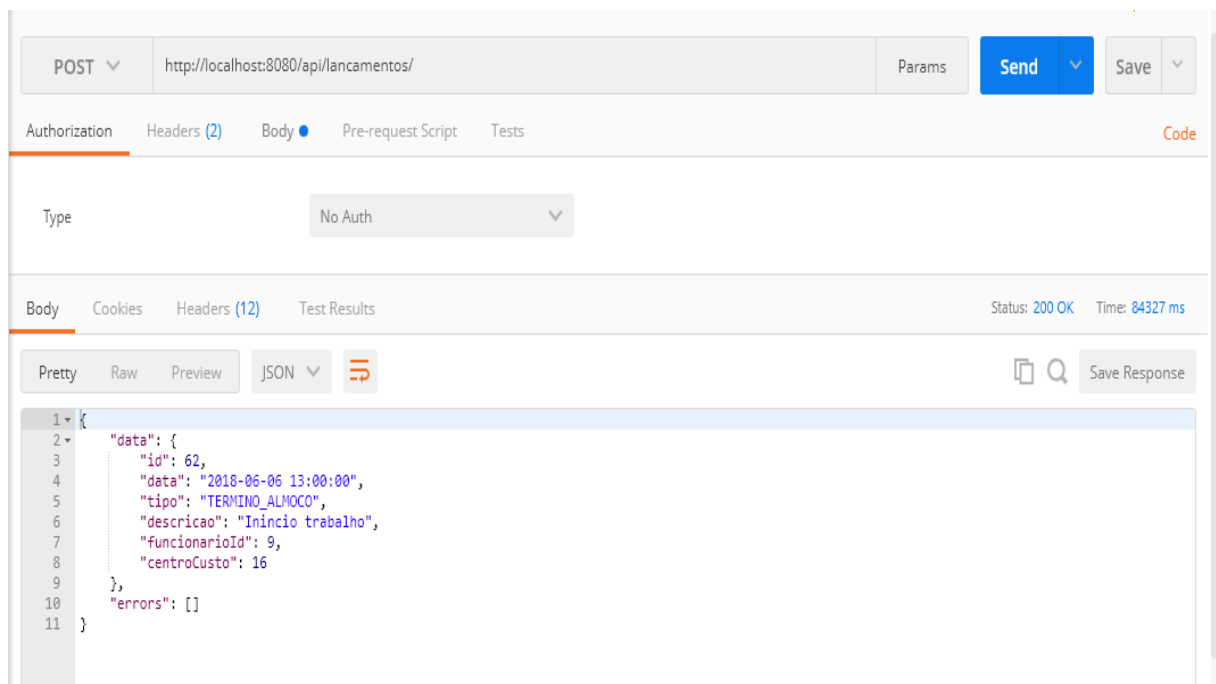 POST http://localhost:8080/api/lancamentos/ Params Send Save
Authorization Headers (2) Body Pre-request Script Tests Code
Type No Auth
Body Cookies Headers (12) Test Results Status: 200 OK Time: 84327 ms
Pretty Raw Preview JSON Save Response
1 {
2 "data": {
3 "id": 62,
4 "data": "2018-06-06 13:00:00",
5 "tipo": "TERMINO_ALMOCO",
6 "descricao": "Inincio trabalho",
7 "funcionarioId": 9,
8 "centroCusto": 16
9 },
10 "errors": []
11 }